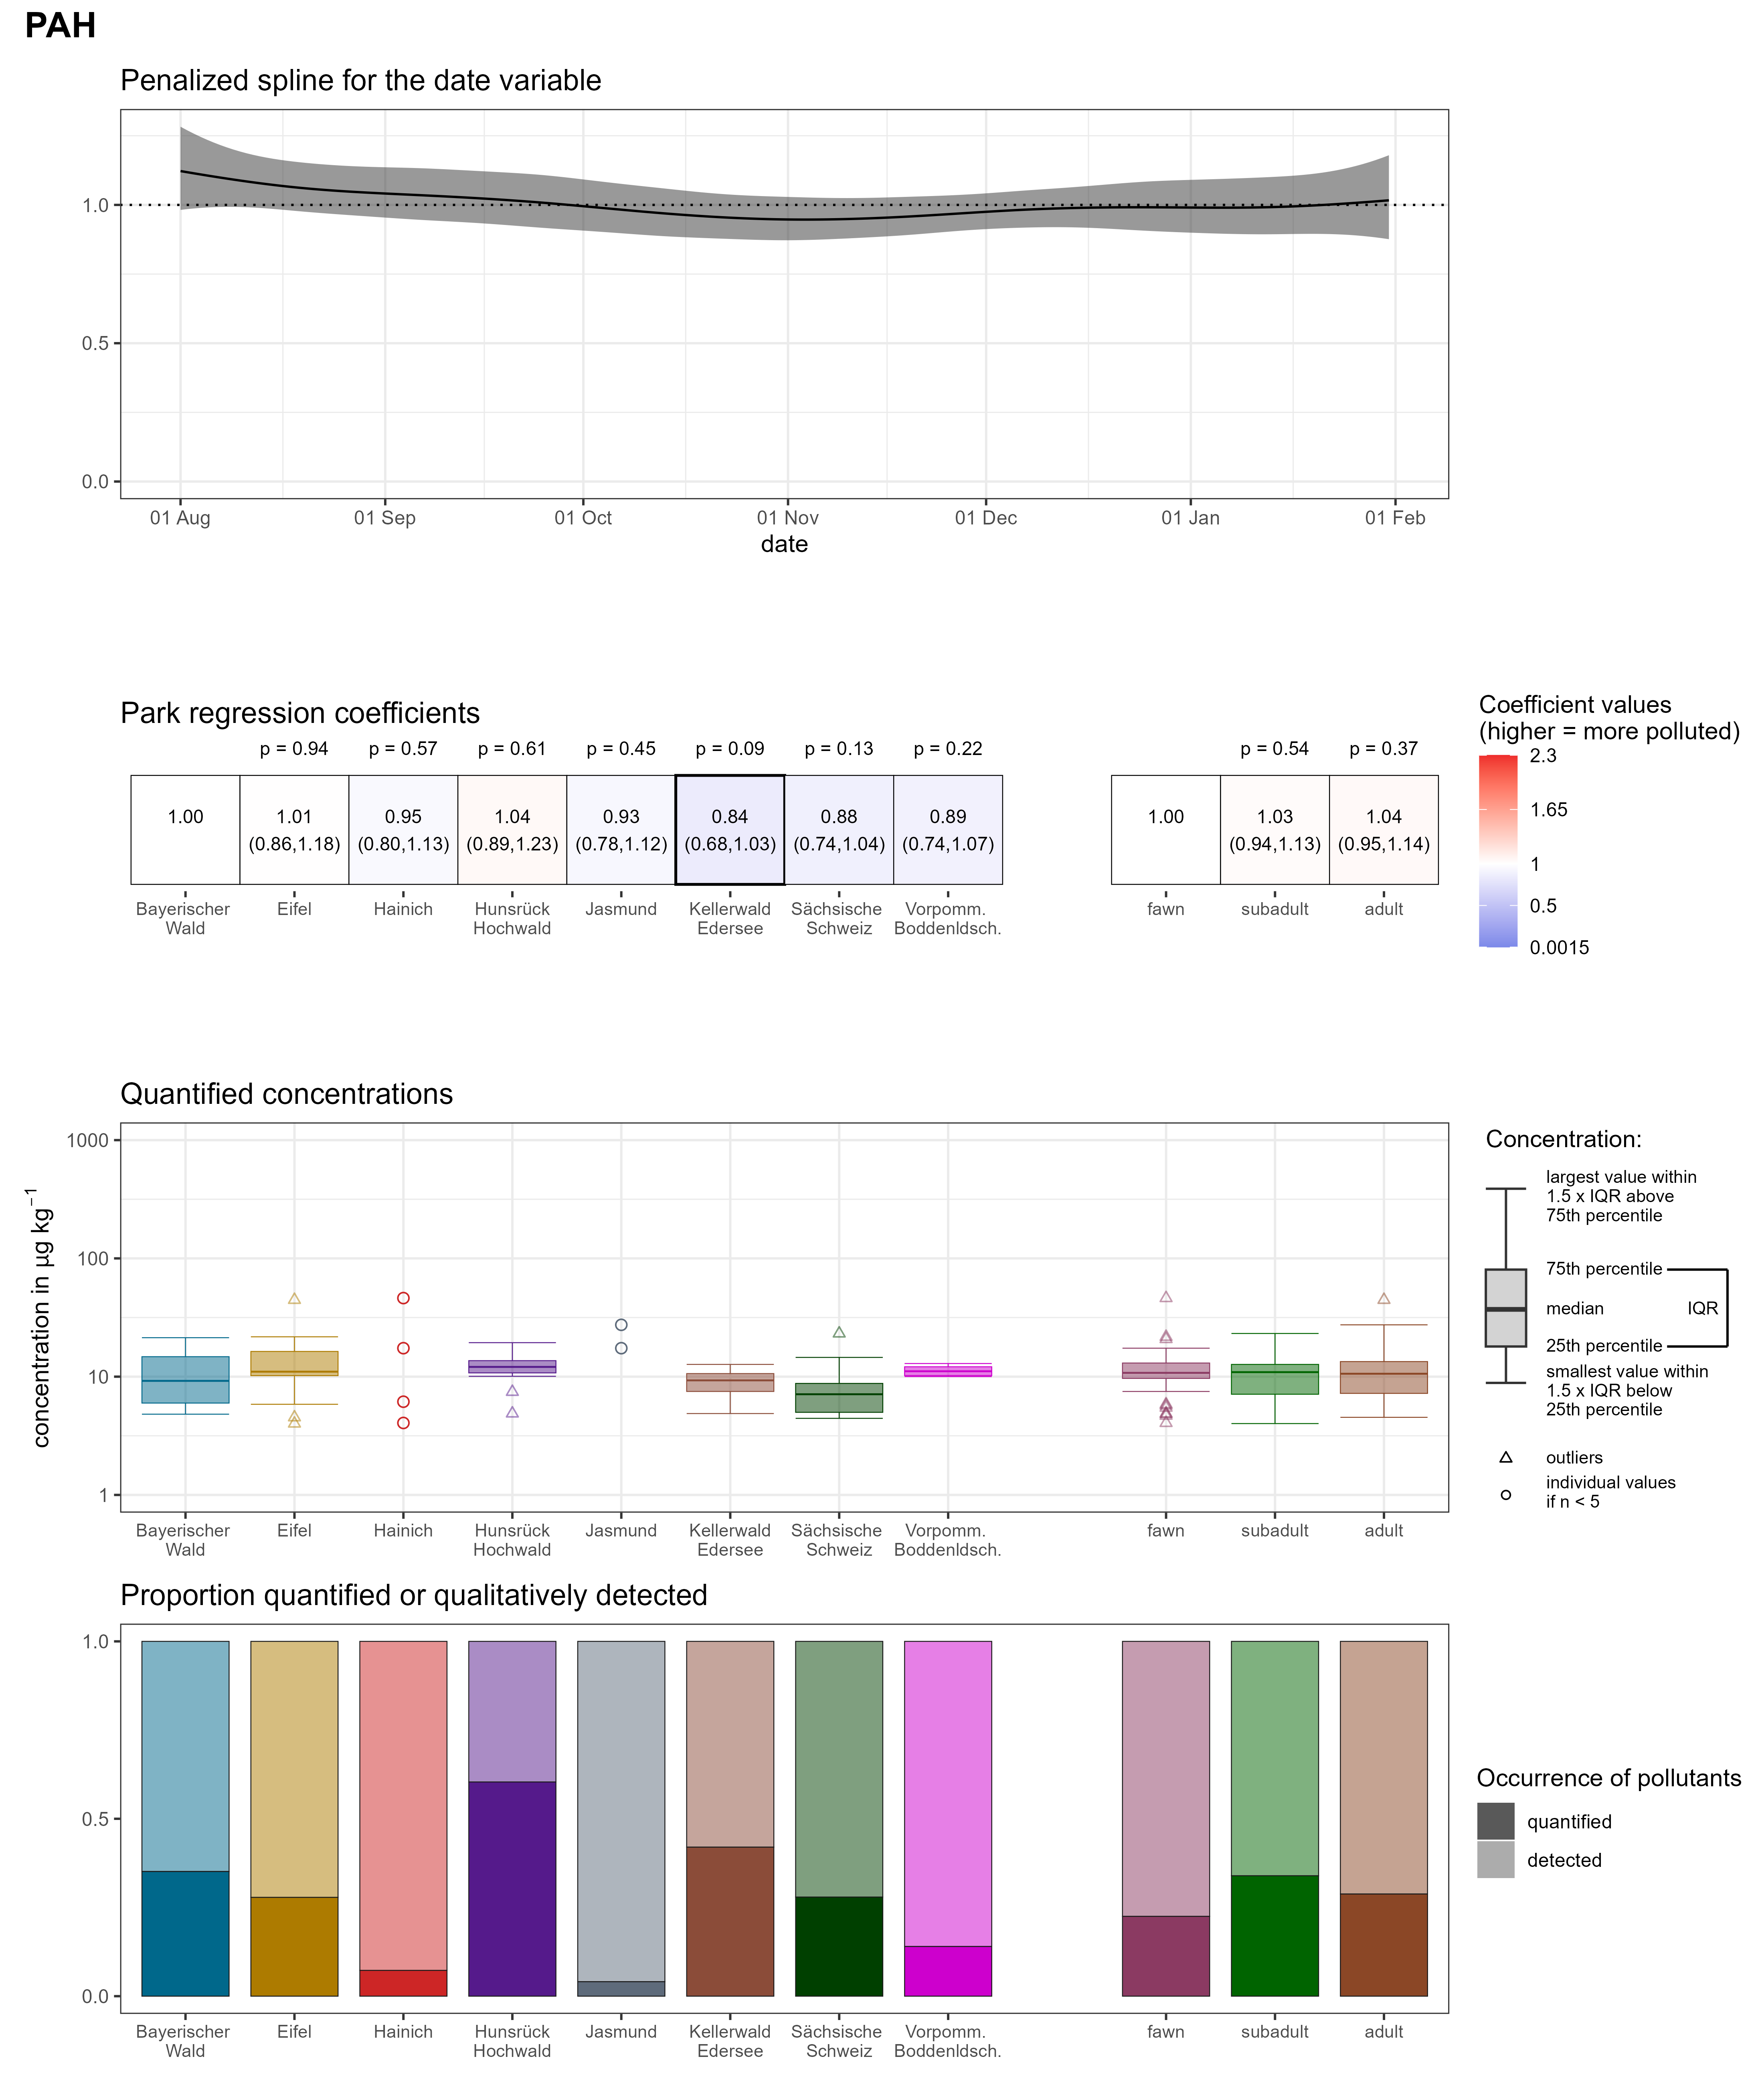 PAH
Penalized spline for the date variable
1.0
0.5
0.0
01 Aug
01 Sep
01 Oct
01 Nov
01 Dec
01 Jan
01 Feb
date
Park regression coefficients
p = 0.94
p = 0.57
p = 0.61
p = 0.45
p = 0.09
p = 0.13
p = 0.22
p = 0.54
p = 0.37
1.00
1.01
(0.86,1.18)
0.95
(0.80,1.13)
1.04
(0.89,1.23)
0.93
(0.78,1.12)
0.84
(0.68,1.03)
0.88
(0.74,1.04)
0.89
(0.74,1.07)
1.00
1.03
(0.94,1.13)
1.04
(0.95,1.14)
Bayerischer
Wald
Eifel
Hainich
Hunsrück
Hochwald
Jasmund
Kellerwald
Edersee
Sächsische
Schweiz
Vorpomm.
Boddenldsch.
fawn
subadult
adult
Coefficient values
(higher = more polluted)
2.3
1.65
1
0.5
0.0015
Quantified concentrations
concentration in µg kg⁻¹
1000
100
10
1
Bayerischer
Wald
Eifel
Hainich
Hunsrück
Hochwald
Jasmund
Kellerwald
Edersee
Sächsische
Schweiz
Vorpomm.
Boddenldsch.
fawn
subadult
adult
Concentration:
largest value within
1.5 x IQR above
75th percentile
75th percentile
median
IQR
25th percentile
smallest value within
1.5 x IQR below
25th percentile
outliers
individual values
if n < 5
Proportion quantified or qualitatively detected
1.0
0.5
0.0
Bayerischer
Wald
Eifel
Hainich
Hunsrück
Hochwald
Jasmund
Kellerwald
Edersee
Sächsische
Schweiz
Vorpomm.
Boddenldsch.
fawn
subadult
adult
Occurrence of pollutants
quantified
detected